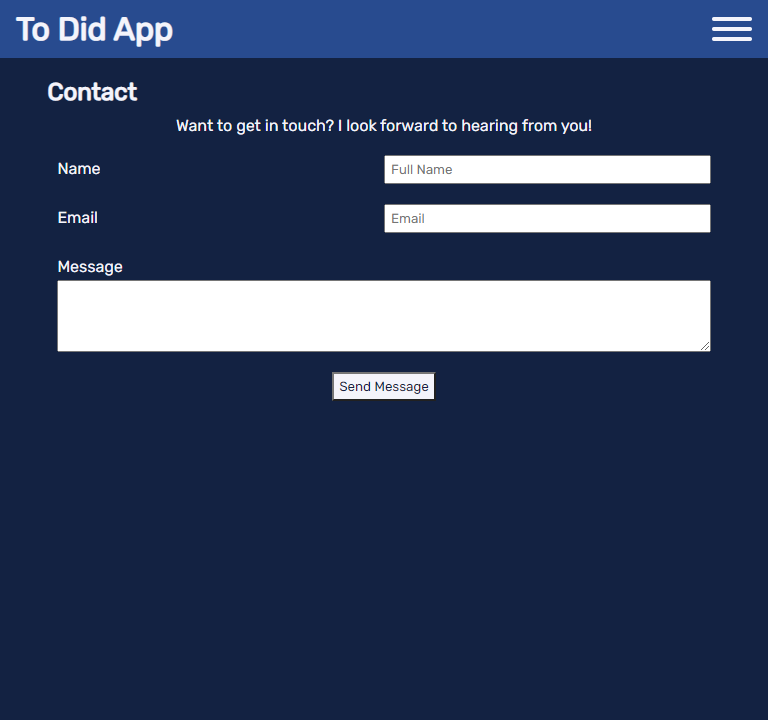 To Did App
Contact
Want to get in touch? I look forward to hearing from you!
Name
Full Name
Email
Email
Message
Send Message